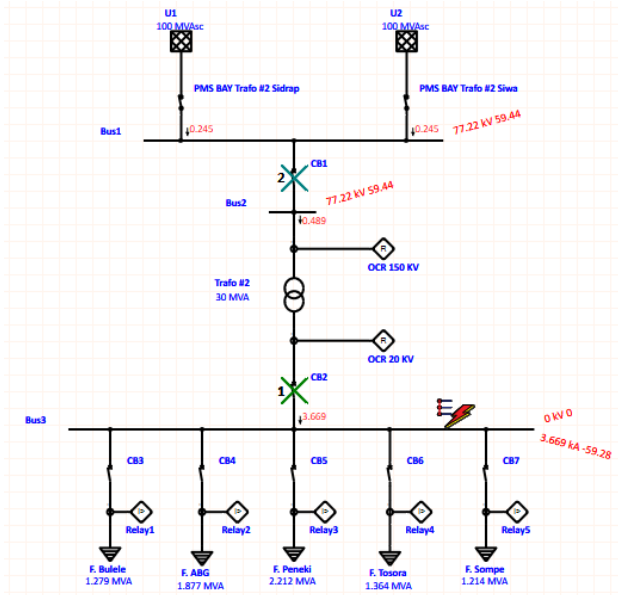 U1
100 MVAsc
U2
100 MVAsc
PMS BAY Trafo #2 Sidrap
PMS BAY Trafo #2 Siwa
Bus1
0.245
0.245
77.22 kV 59.44
CB1
2
Bus2
77.22 kV 59.44
0.489
R
OCR 150 KV
Trafo #2
30 MVA
R
OCR 20 KV
CB2
1
Bus3
3.669
0 kV 0
3.669 kA -59.28
CB3
CB4
CB5
CB6
CB7
Relay1
Relay2
Relay3
Relay4
Relay5
F. Bulele
1.279 MVA
F. ABG
1.877 MVA
F. Peneki
2.212 MVA
F. Tosora
1.364 MVA
F. Sompe
1.214 MVA